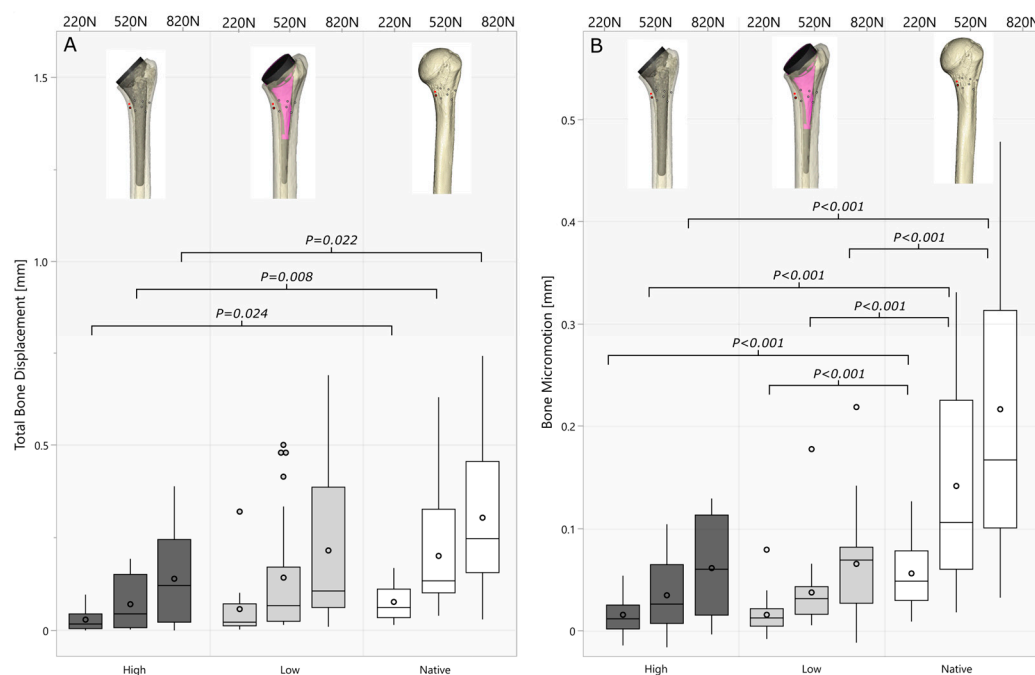 220N 520N 820N 220N 520N 820N 220N 520N 820N
A
1.5
1.0
0.5
0
Total Bone Displacement [mm]
P=0.022
P=0.008
P=0.024
High Low Native
220N 520N 820N 220N 520N 820N 220N 520N 820N
B
0.5
0.4
0.3
0.2
0.1
0
Bone Micromotion [mm]
P<0.001
P<0.001
P<0.001
P<0.001
P<0.001
P<0.001
High Low Native